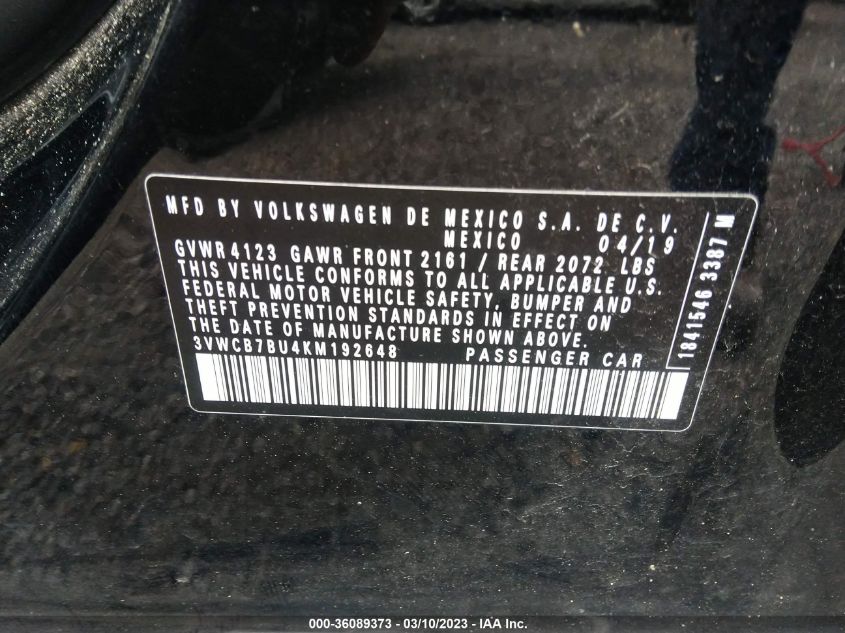 MFD BY VOLKSWAGEN DE MEXICO S.A. DE C.V.
MEXICO 04/19
GVWR 4123 GAWR FRONT 2161 / REAR 2072 LBS
THIS VEHICLE CONFORMS TO ALL APPLICABLE U.S.
FEDERAL MOTOR VEHICLE SAFETY, BUMPER AND
THEFT PREVENTION STANDARDS IN EFFECT ON
THE DATE OF MANUFACTURE SHOWN ABOVE.
3VWCB7BU4KM192648 PASSENGER CAR
1841546 3387 M
000-36089373 - 03/10/2023 - IAA Inc.